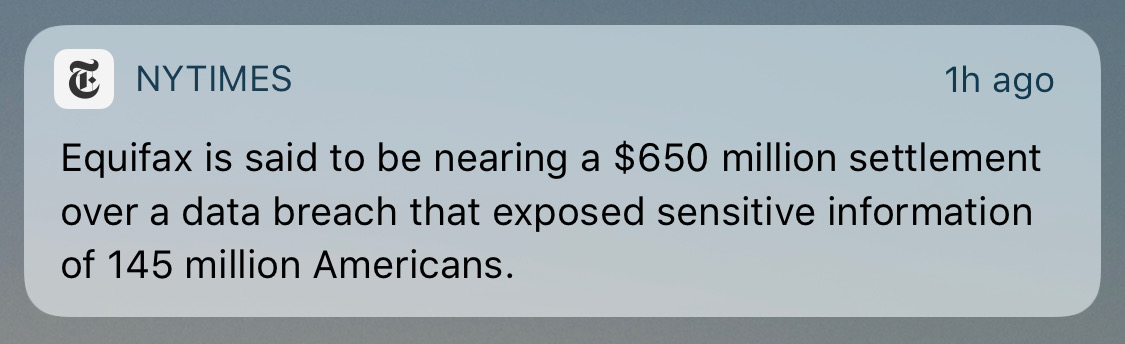 NYTIMES 1h ago
Equifax is said to be nearing a $650 million settlement
over a data breach that exposed sensitive information
of 145 million Americans.